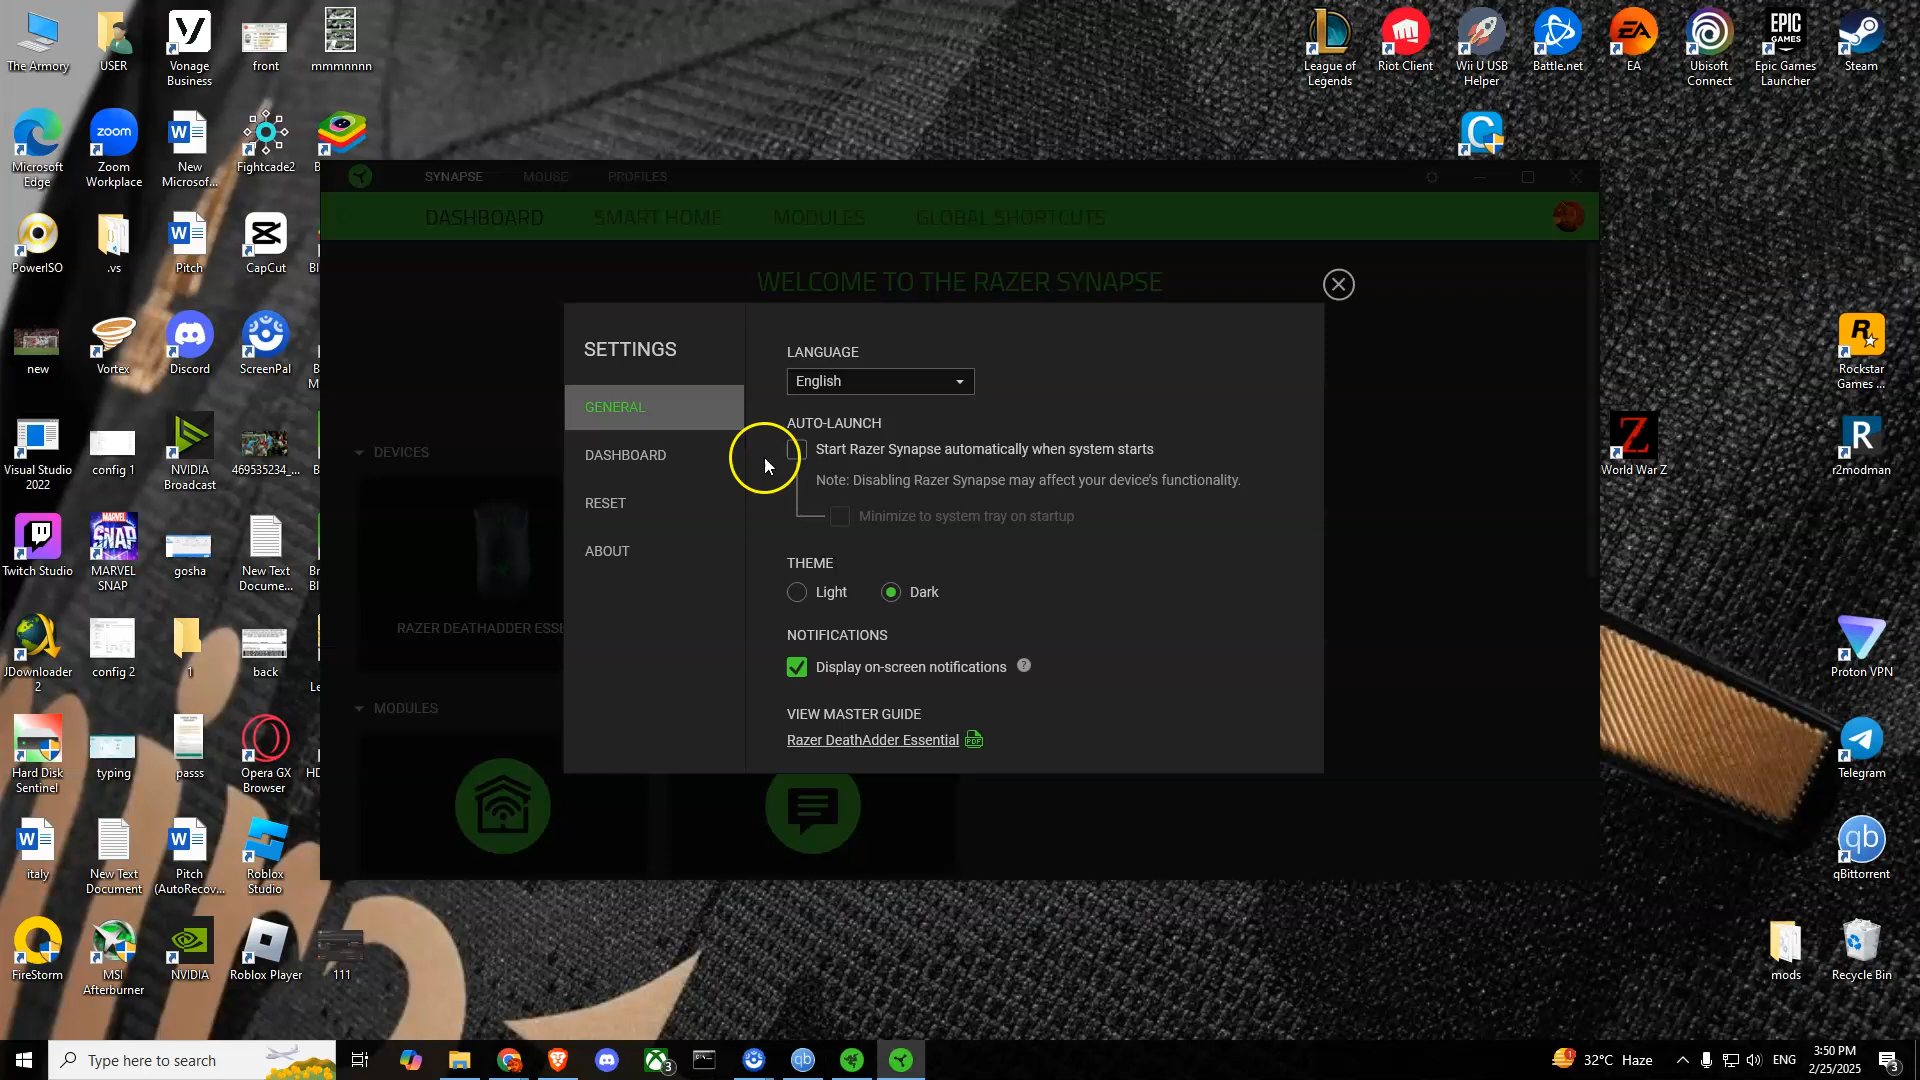 The Armory
USER
Vonage
Business
front
mmmnnnn
League of
Legends
Riot Client
Wii U USB
Helper
Battle.net
EA
Ubisoft
Connect
Epic Games
Launcher
Steam
Microsoft
Edge
Zoom
Workplace
New
Microsof...
Fightcade2
PowerISO
.vs
Pitch
CapCut
new
Vortex
Discord
ScreenPal
Rockstar
Games ...
Visual Studio
2022
config 1
NVIDIA
Broadcast
469535234_...
World War Z
r2modman
Twitch Studio
MARVEL
SNAP
gosha
New Text
Docume...
JDownloader
2
config 2
1
back
Proton VPN
Hard Disk
Sentinel
typing
passs
Opera GX
Browser
Telegram
italy
New Text
Document
Pitch
(AutoRecov...
Roblox
Studio
qBittorrent
FireStorm
MSI
Afterburner
NVIDIA
Roblox Player
111
mods
Recycle Bin
SYNAPSE
MOUSE
PROFILES
DASHBOARD
SMART HOME
MODULES
GLOBAL SHORTCUTS
WELCOME TO THE RAZER SYNAPSE
DEVICES
RAZER DEATHADDER ESSE
MODULES
SETTINGS
GENERAL
DASHBOARD
RESET
ABOUT
LANGUAGE
English
AUTO-LAUNCH
Start Razer Synapse automatically when system starts
Note: Disabling Razer Synapse may affect your device's functionality.
Minimize to system tray on startup
THEME
Light
Dark
NOTIFICATIONS
Display on-screen notifications
VIEW MASTER GUIDE
Razer DeathAdder Essential
Type here to search
32°C Haze
ENG
3:50 PM
2/25/2025